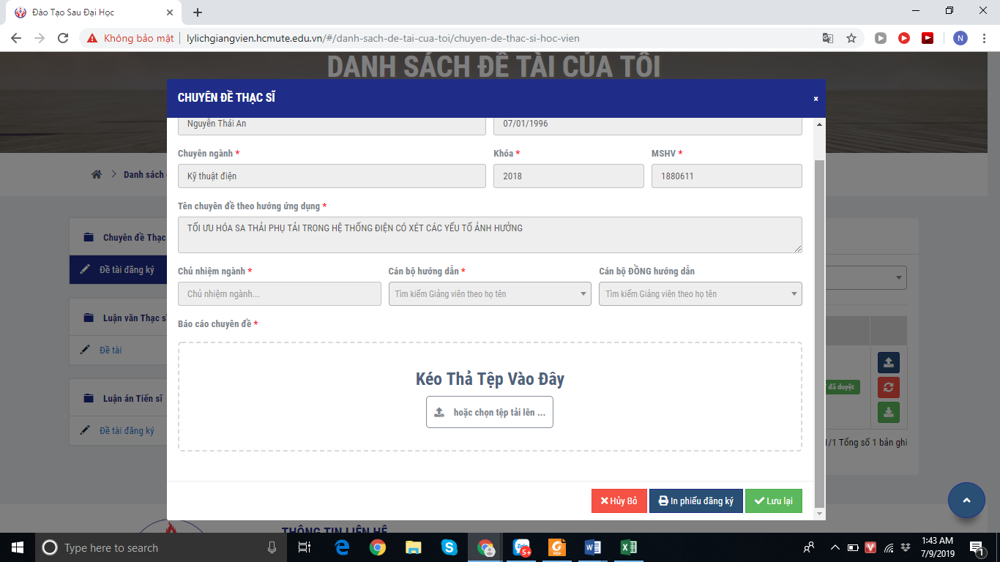 Đào Tạo Sau Đại Học
Không bảo mật
lylichgiangvien.hcmute.edu.vn/#/danh-sach-de-tai-cua-toi/chuyen-de-thac-si-hoc-vien
N
DANH SÁCH ĐỀ TÀI CỦA TÔI
CHUYÊN ĐỀ THẠC SĨ
×
Nguyễn Thái An
07/01/1996
Chuyên ngành *
Khóa *
MSHV *
Kỹ thuật điện
2018
1880611
Danh sách
Tên chuyên đề theo hướng ứng dụng *
TỐI ƯU HÓA SA THẢI PHỤ TẢI TRONG HỆ THỐNG ĐIỆN CÓ XÉT CÁC YẾU TỐ ẢNH HƯỞNG
Chuyên đề Thạc
Đề tài đăng ký
Chủ nhiệm ngành *
Cán bộ hướng dẫn *
Cán bộ ĐỒNG hướng dẫn
Chủ nhiệm ngành...
Tìm kiếm Giảng viên theo họ tên
Tìm kiếm Giảng viên theo họ tên
Luận văn Thạc s
Đề tài
Báo cáo chuyên đề *
Kéo Thả Tệp Vào Đây
hoặc chọn tệp tải lên ...
đã duyệt
Luận án Tiến sĩ
Đề tài đăng ký
1/1 Tổng số 1 bản ghi
Hủy Bỏ
In phiếu đăng ký
Lưu lại
THÔNG TIN LIÊN HỆ
Type here to search
Zalo
5+
PDF
1:43 AM
7/9/2019
1